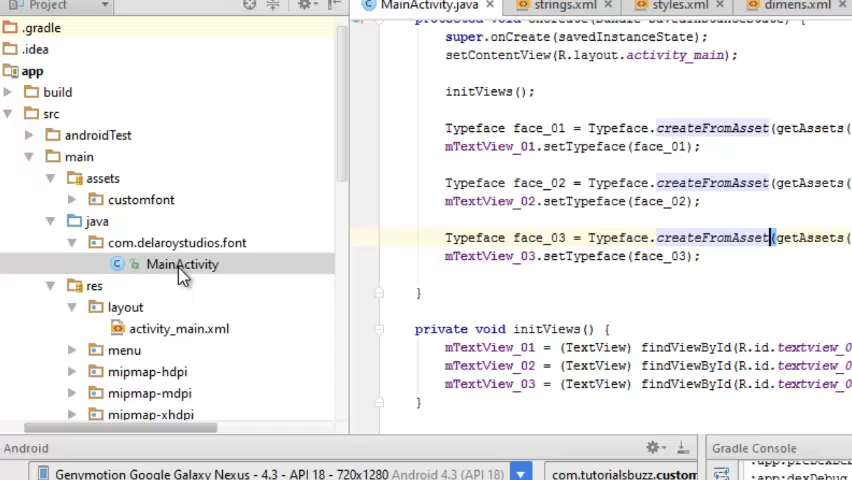 Project
.gradle
.idea
app
build
src
androidTest
main
assets
customfont
java
com.delaroystudios.font
MainActivity
res
layout
activity_main.xml
menu
mipmap-hdpi
mipmap-mdpi
mipmap-xhdpi
MainActivity.java
strings.xml
styles.xml
dimens.xml
super.onCreate(savedInstanceState);
setContentView(R.layout.activity_main);
initViews();
Typeface face_01 = Typeface.createFromAsset(getAssets(
mTextView_01.setTypeface(face_01);
Typeface face_02 = Typeface.createFromAsset(getAssets(
mTextView_02.setTypeface(face_02);
Typeface face_03 = Typeface.createFromAsset(getAssets(
mTextView_03.setTypeface(face_03);
}
private void initViews() {
mTextView_01 = (TextView) findViewById(R.id.textview_0
mTextView_02 = (TextView) findViewById(R.id.textview_0
mTextView_03 = (TextView) findViewById(R.id.textview_0
}
Android
Gradle Console
Genymotion Google Galaxy Nexus - 4.3 - API 18 - 720x1280 Android 4.3 (API 18)
com.tutorialsbuzz.custom